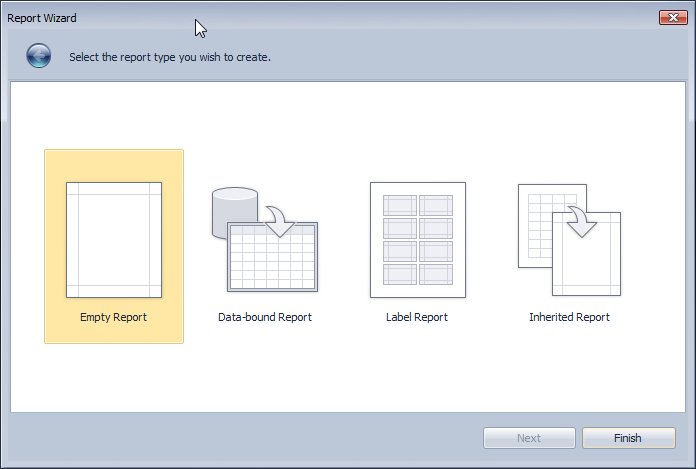 Report Wizard
Select the report type you wish to create.
Empty Report
Data-bound Report
Label Report
Inherited Report
Next
Finish